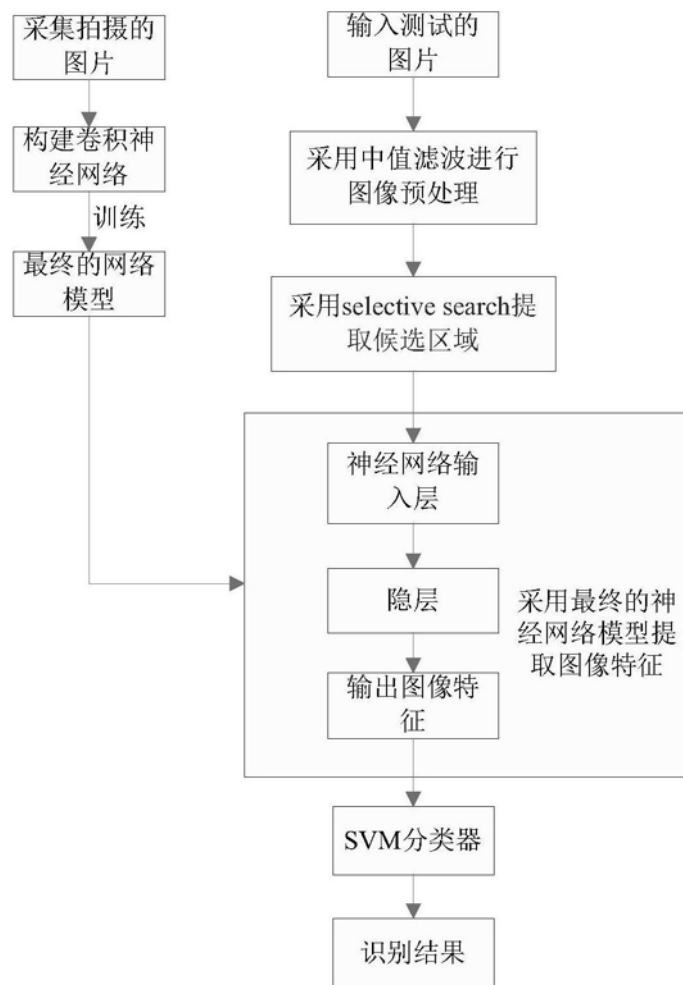 采集拍摄的
图片
构建卷积神
经网络
训练
最终的网络
模型
输入测试的
图片
采用中值滤波进行
图像预处理
采用selective search提
取候选区域
神经网络输
入层
隐层
输出图像特
征
采用最终的神
经网络模型提
取图像特征
SVM分类器
识别结果